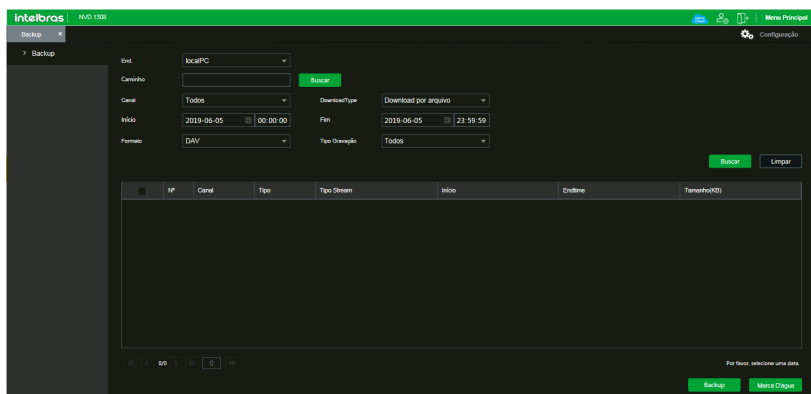 intelbras NVD 1308 Menu Principal
Backup × Configuração
> Backup
End. localPC
Caminho Buscar
Canal Todos DownloadType Download por arquivo
Início 2019-06-05 00:00:00 Fim 2019-06-05 23:59:59
Formato DAV Tipo Gravação Todos
Buscar Limpar
Nº Canal Tipo Tipo Stream Início Endtime Tamanho(KB)
0/0 0 Por favor, selecione uma data.
Backup Marca D'agua